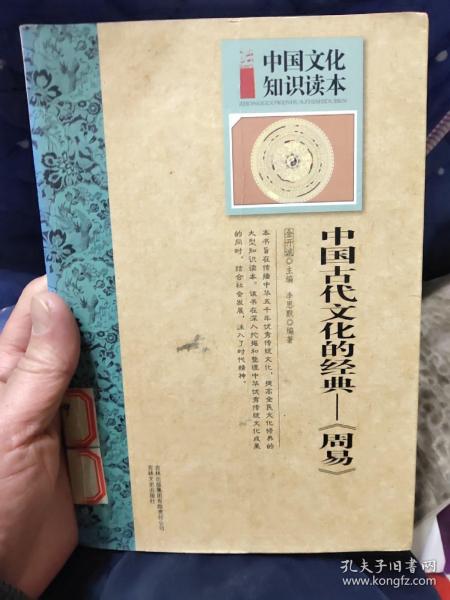 中国文化
知识读本
ZHONGGUOWENHUAZHISHIDUBEN
中国古代文化的经典—《周易》
金开诚◎主编 李思默◎编著
本书旨在传播中华五千年优秀传统文化，提高全民文化修养的
大型知识读本。该书在深入挖掘和整理中华优秀传统文化成果
的同时，结合社会发展，注入了时代精神。
吉林出版集团有限责任公司
吉林文史出版社
孔夫子旧书网
www.kongfz.com